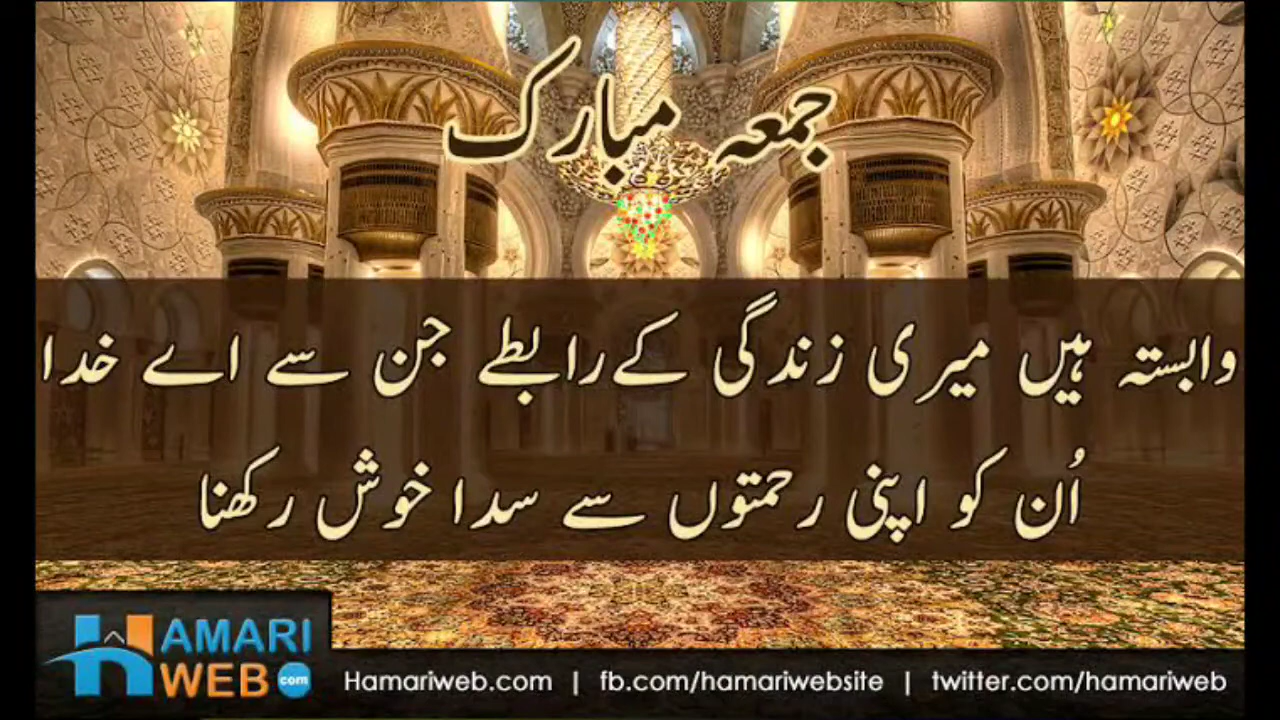 جمعہ مبارک
وابستہ ہیں میری زندگی کے رابطے جن سے اے خدا
اُن کو اپنی رحمتوں سے سدا خوش رکھنا
HAMARI
WEB.com
Hamariweb.com | fb.com/hamariwebsite | twitter.com/hamariweb